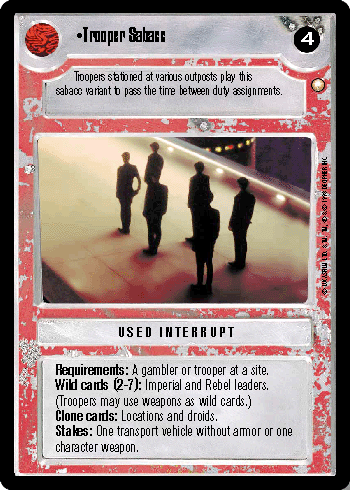 •Trooper Sabacc
4
Troopers stationed at various outposts play this
sabacc variant to pass the time between duty assignments.
USED INTERRUPT
Requirements: A gambler or trooper at a site.
Wild cards (2-7): Imperial and Rebel leaders.
(Troopers may use weapons as wild cards.)
Clone cards: Locations and droids.
Stakes: One transport vehicle without armor or one
character weapon.